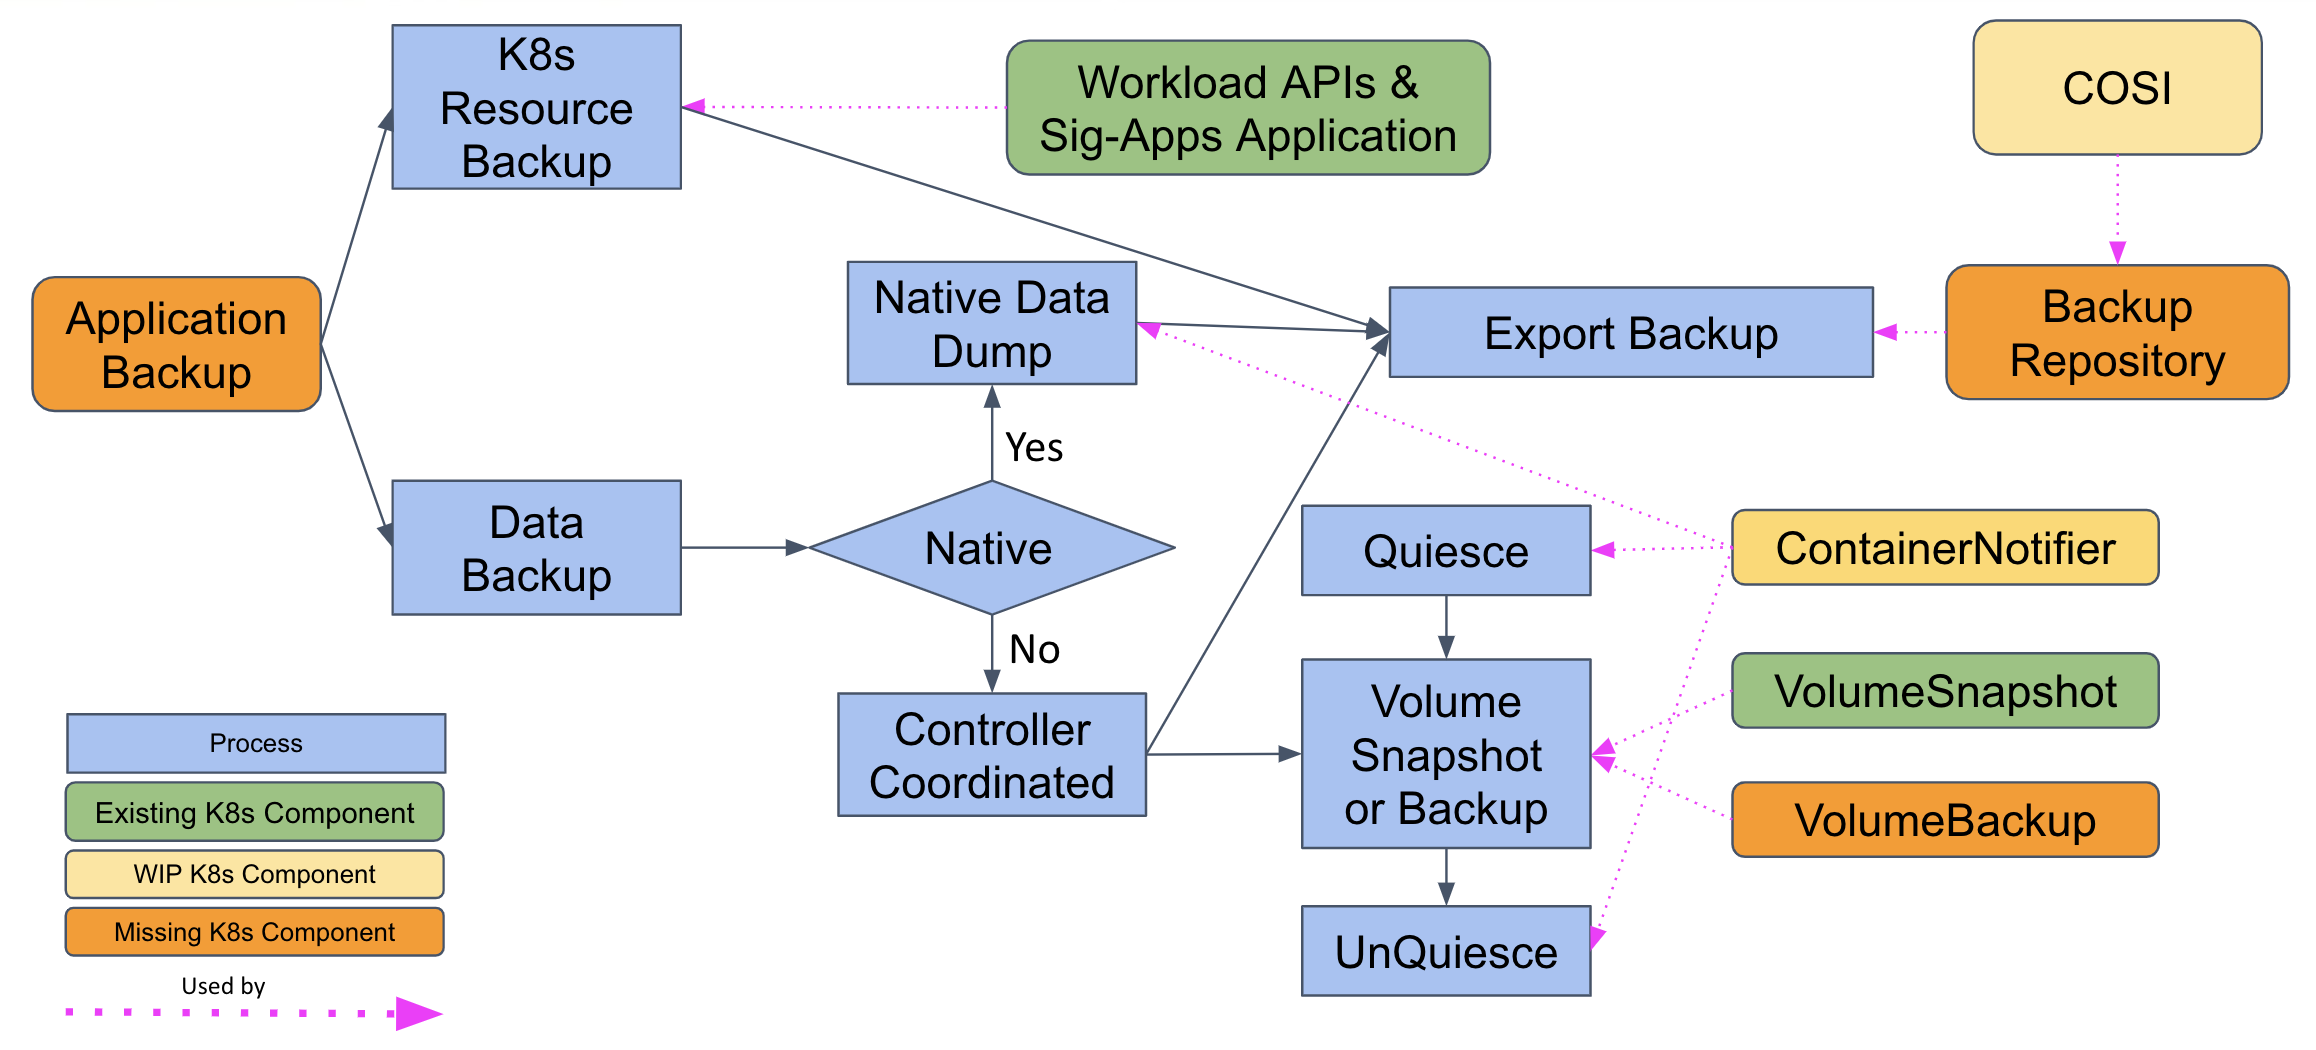 K8s
Resource
Backup
Workload APIs &
Sig-Apps Application
COSI
Application
Backup
Native Data
Dump
Export Backup
Backup
Repository
Yes
Data
Backup
Native
Quiesce
ContainerNotifier
No
Controller
Coordinated
Volume
Snapshot
or Backup
VolumeSnapshot
VolumeBackup
UnQuiesce
Process
Existing K8s Component
WIP K8s Component
Missing K8s Component
Used by